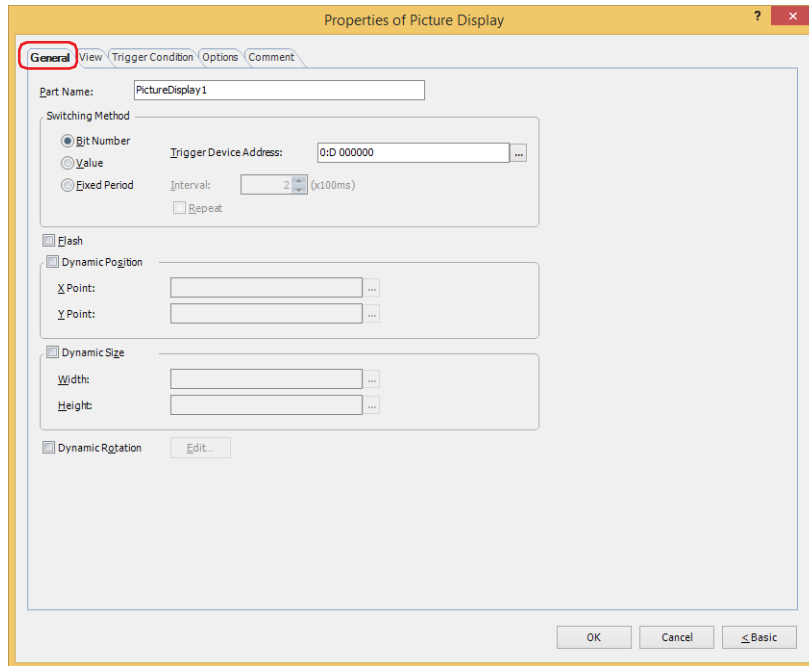 Properties of Picture Display
? ×
General View Trigger Condition Options Comment
Part Name: PictureDisplay1
Switching Method
Bit Number
Trigger Device Address: 0:D 000000 ...
Value
Fixed Period Interval: 2 (x100ms)
Repeat
Flash
Dynamic Position
X Point: ...
Y Point: ...
Dynamic Size
Width: ...
Height: ...
Dynamic Rotation Edit...
OK Cancel < Basic